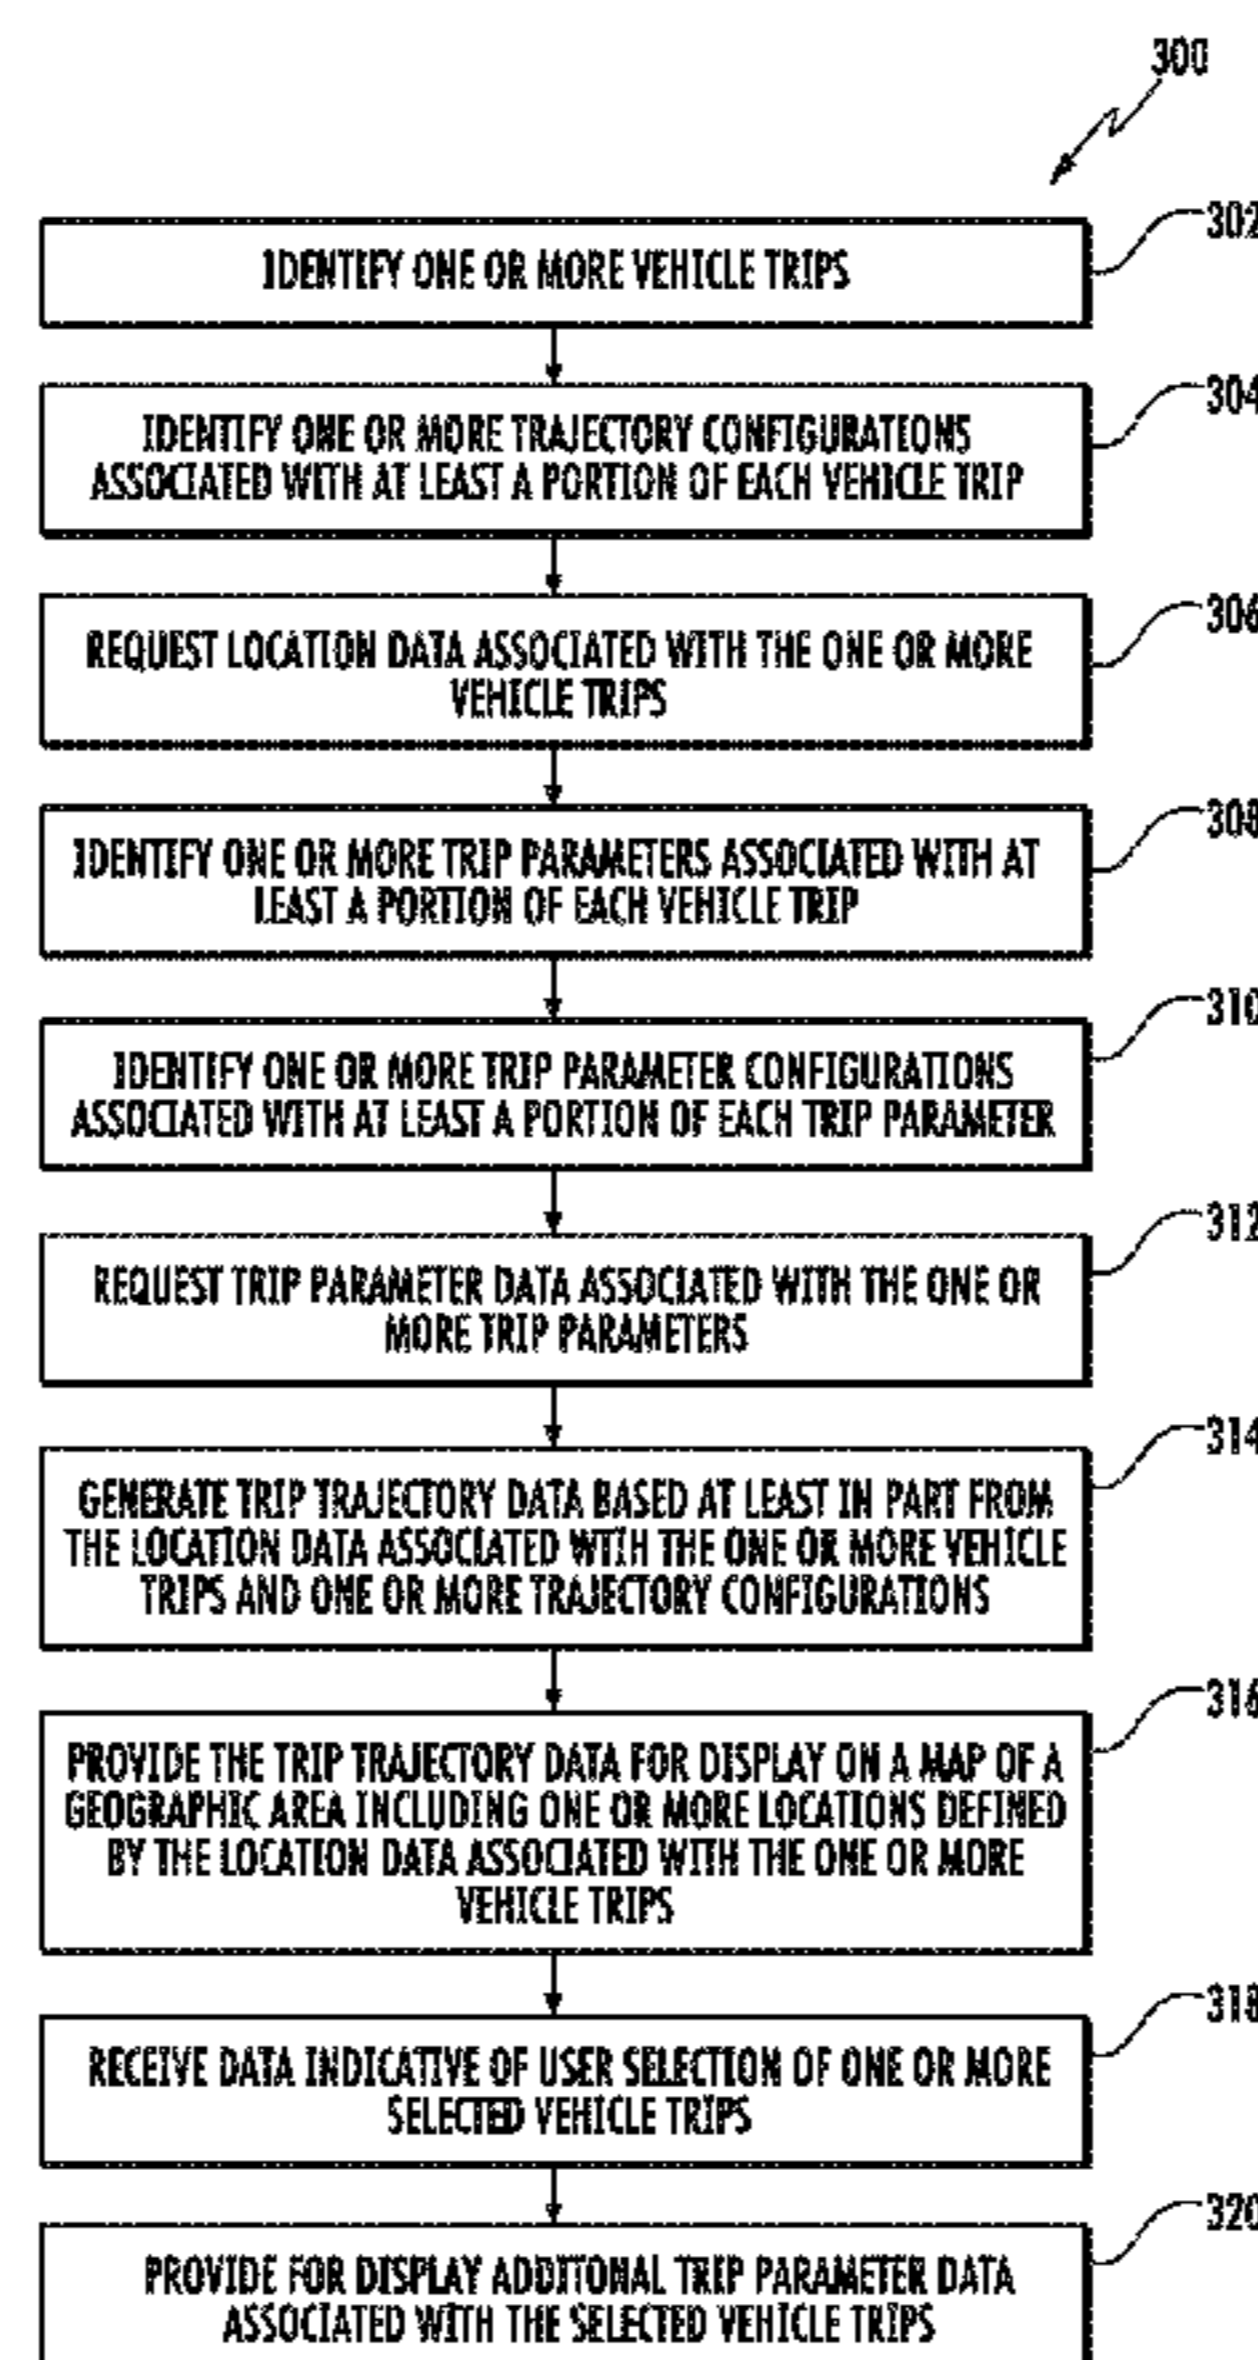 300
302
IDENTIFY ONE OR MORE VEHICLE TRIPS
304
IDENTIFY ONE OR MORE TRAJECTORY CONFIGURATIONS
ASSOCIATED WITH AT LEAST A PORTION OF EACH VEHICLE TRIP
306
REQUEST LOCATION DATA ASSOCIATED WITH THE ONE OR MORE
VEHICLE TRIPS
308
IDENTIFY ONE OR MORE TRIP PARAMETERS ASSOCIATED WITH AT
LEAST A PORTION OF EACH VEHICLE TRIP
310
IDENTIFY ONE OR MORE TRIP PARAMETER CONFIGURATIONS
ASSOCIATED WITH AT LEAST A PORTION OF EACH TRIP PARAMETER
312
REQUEST TRIP PARAMETER DATA ASSOCIATED WITH THE ONE OR
MORE TRIP PARAMETERS
314
GENERATE TRIP TRAJECTORY DATA BASED AT LEAST IN PART FROM
THE LOCATION DATA ASSOCIATED WITH THE ONE OR MORE VEHICLE
TRIPS AND ONE OR MORE TRAJECTORY CONFIGURATIONS
316
PROVIDE THE TRIP TRAJECTORY DATA FOR DISPLAY ON A MAP OF A
GEOGRAPHIC AREA INCLUDING ONE OR MORE LOCATIONS DEFINED
BY THE LOCATION DATA ASSOCIATED WITH THE ONE OR MORE
VEHICLE TRIPS
318
RECEIVE DATA INDICATIVE OF USER SELECTION OF ONE OR MORE
SELECTED VEHICLE TRIPS
320
PROVIDE FOR DISPLAY ADDITONAL TRIP PARAMETER DATA
ASSOCIATED WITH THE SELECTED VEHICLE TRIPS